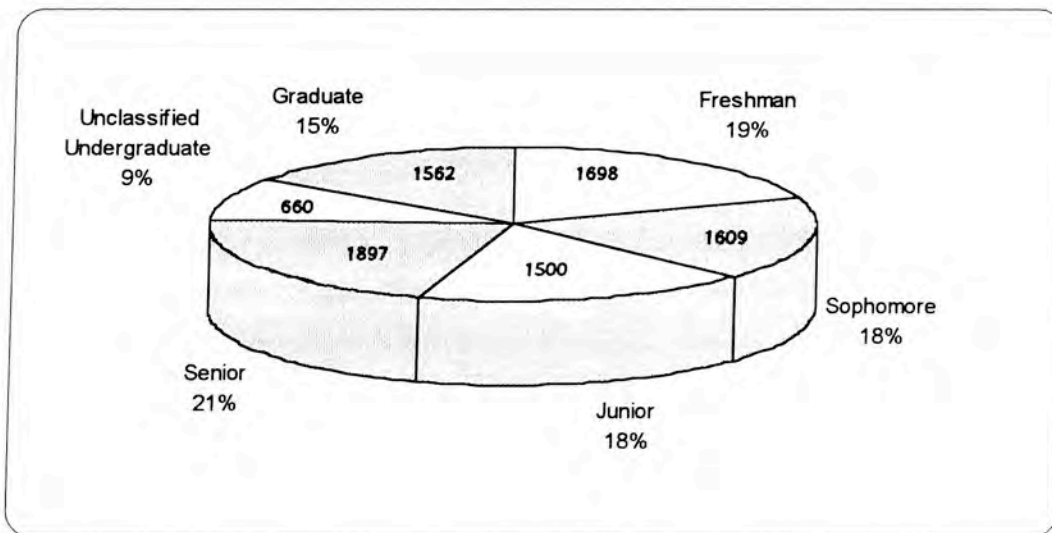 Graduate
15%
Freshman
19%
Unclassified
Undergraduate
9%
1562
1698
660
1609
1897
1500
Sophomore
18%
Senior
21%
Junior
18%